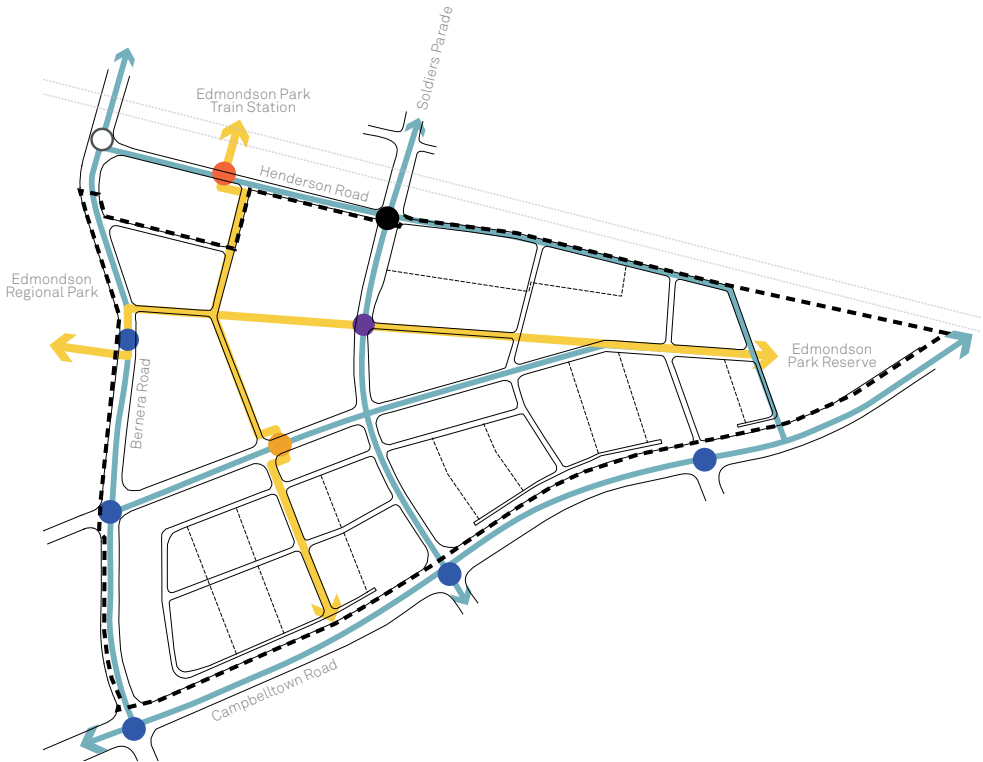 Soldiers Parade
Edmondson Park
Train Station
Henderson Road
Edmondson
Regional Park
Edmondson
Park Reserve
Bernera Road
Campbelltown Road